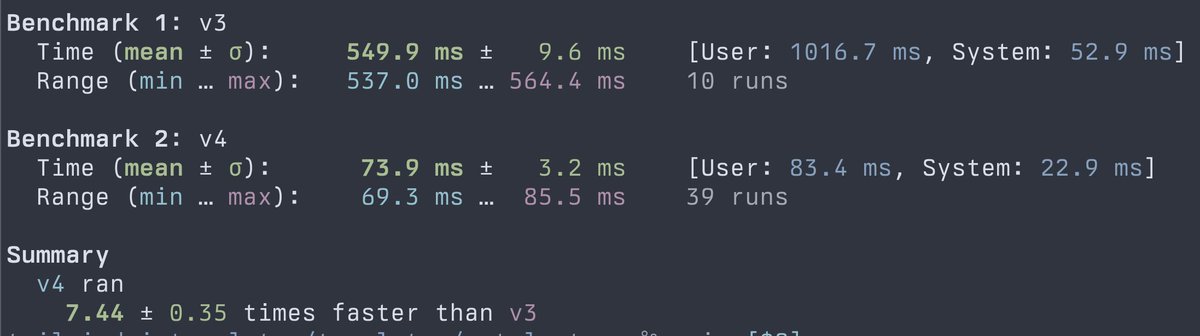 Benchmark 1: v3
Time (mean ± σ): 549.9 ms ± 9.6 ms [User: 1016.7 ms, System: 52.9 ms]
Range (min … max): 537.0 ms … 564.4 ms 10 runs
Benchmark 2: v4
Time (mean ± σ): 73.9 ms ± 3.2 ms [User: 83.4 ms, System: 22.9 ms]
Range (min … max): 69.3 ms … 85.5 ms 39 runs
Summary
v4 ran
7.44 ± 0.35 times faster than v3